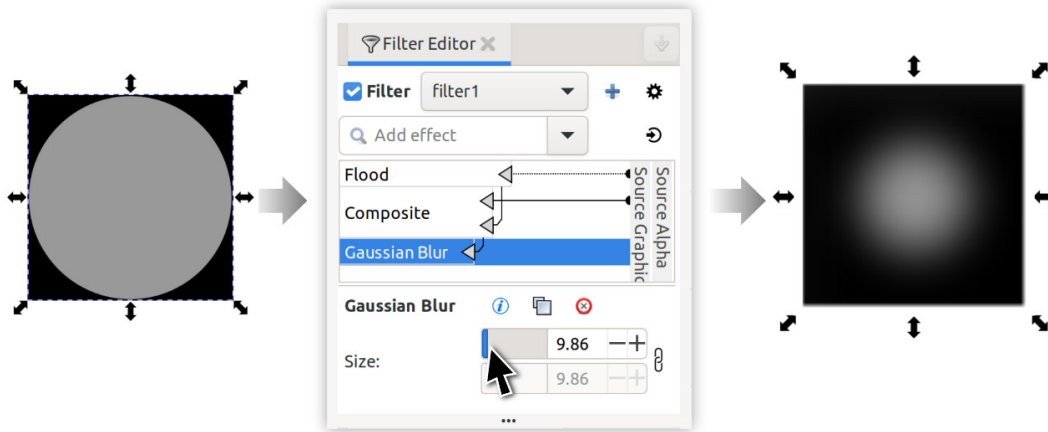 Filter Editor
Filter filter1
Add effect
Flood
Composite
Gaussian Blur
Source Graphic
Source Alpha
Gaussian Blur
9.86
Size:
9.86